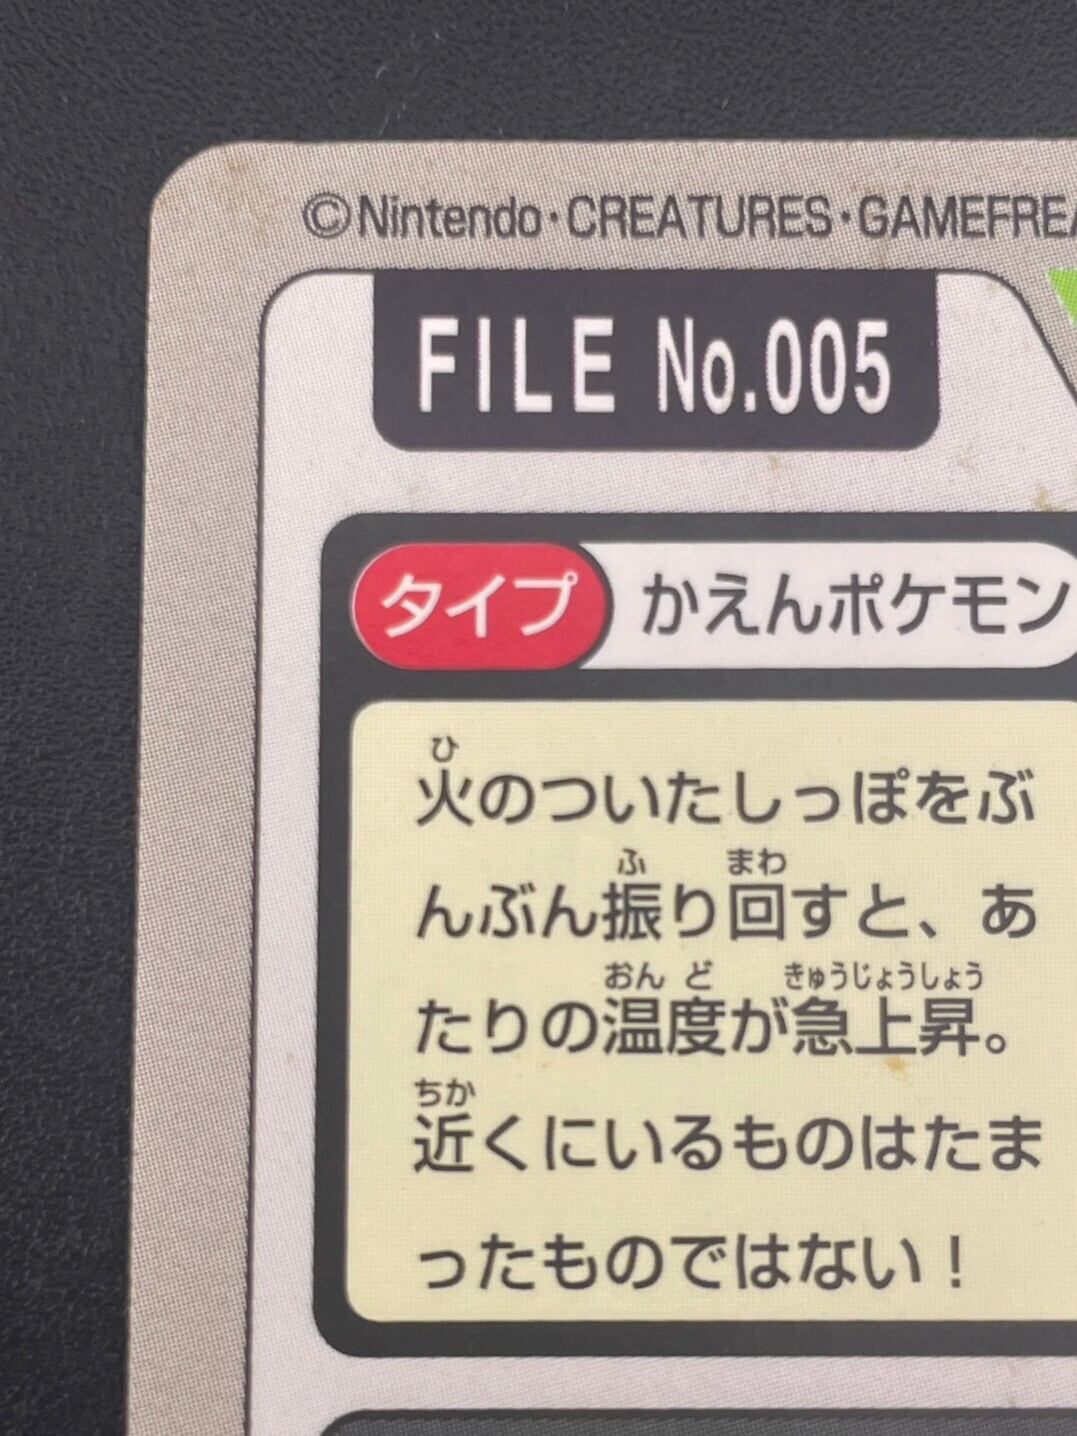 ©Nintendo・CREATURES・GAMEFREA
FILE No.005
タイプ かえんポケモン
ひ
火のついたしっぽをぶ
ふ まわ
んぶん振り回すと、あ
おんど きゅうじょうしょう
たりの温度が急上昇。
ちか
近くにいるものはたま
ったものではない！